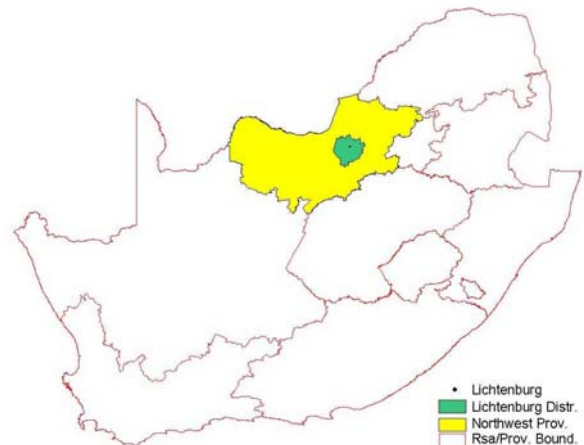 Lichtenburg
Lichtenburg Distr.
Northwest Prov.
Rsa/Prov. Bound.